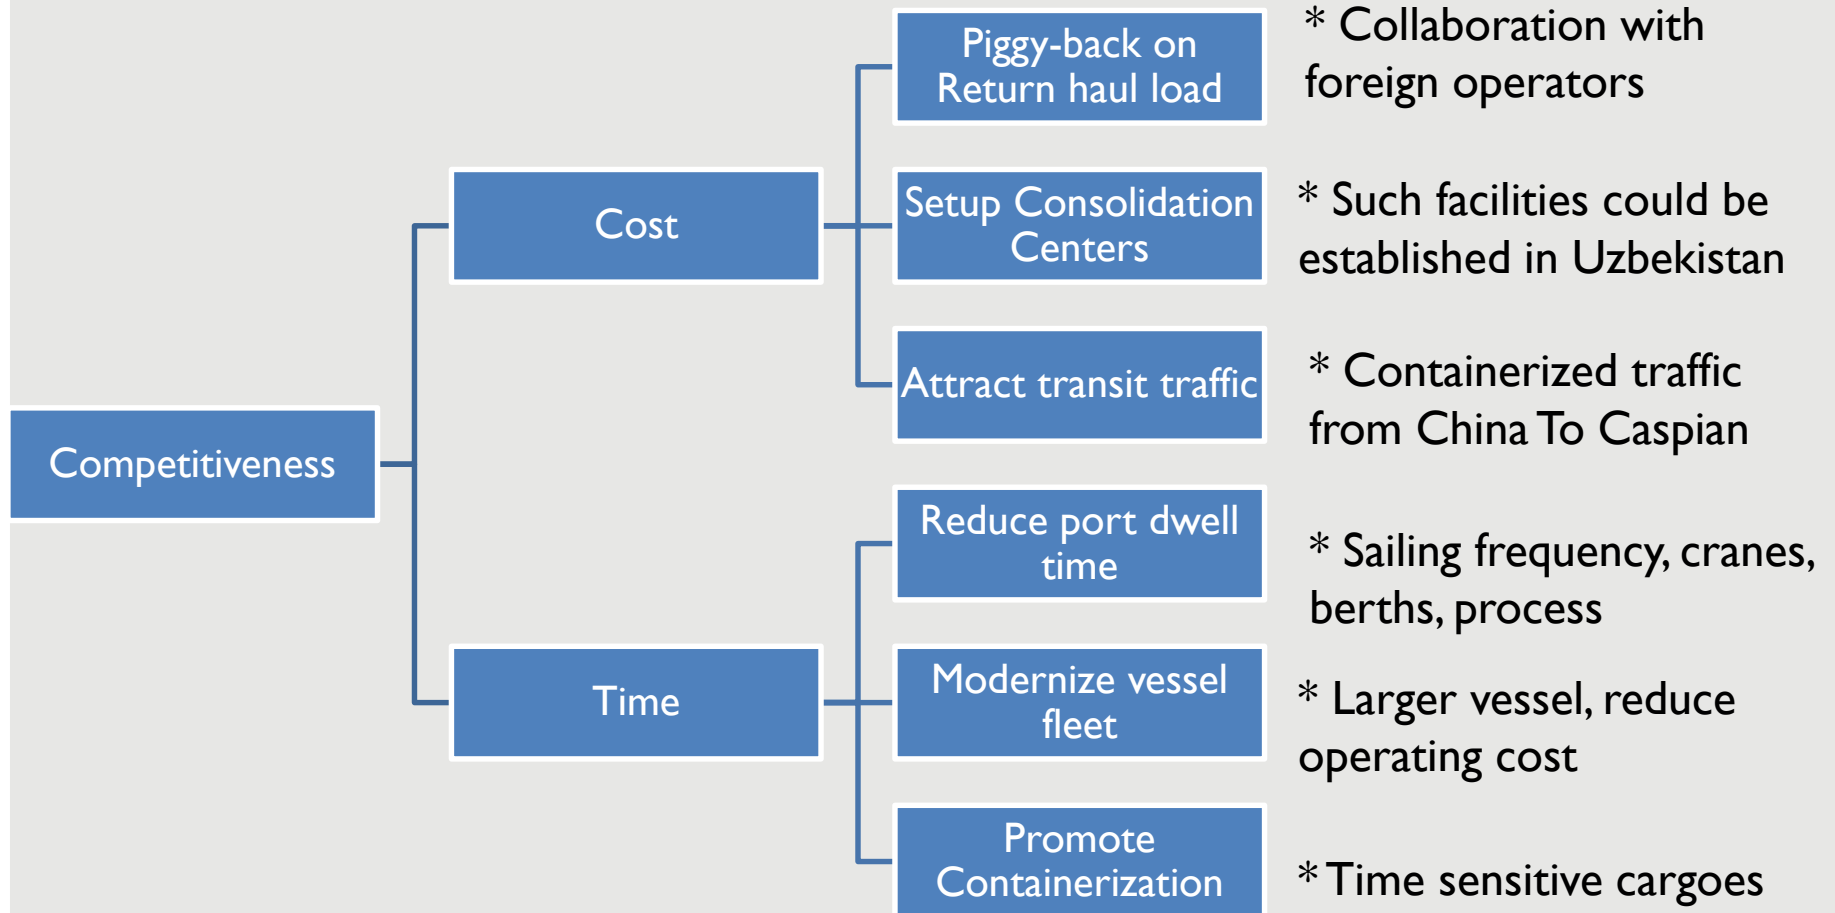 Piggy-back on
Return haul load
* Collaboration with
foreign operators
Cost
Setup Consolidation
Centers
* Such facilities could be
established in Uzbekistan
Attract transit traffic
* Containerized traffic
from China To Caspian
Competitiveness
Reduce port dwell
time
* Sailing frequency, cranes,
berths, process
Time
Modernize vessel
fleet
* Larger vessel, reduce
operating cost
Promote
Containerization
* Time sensitive cargoes